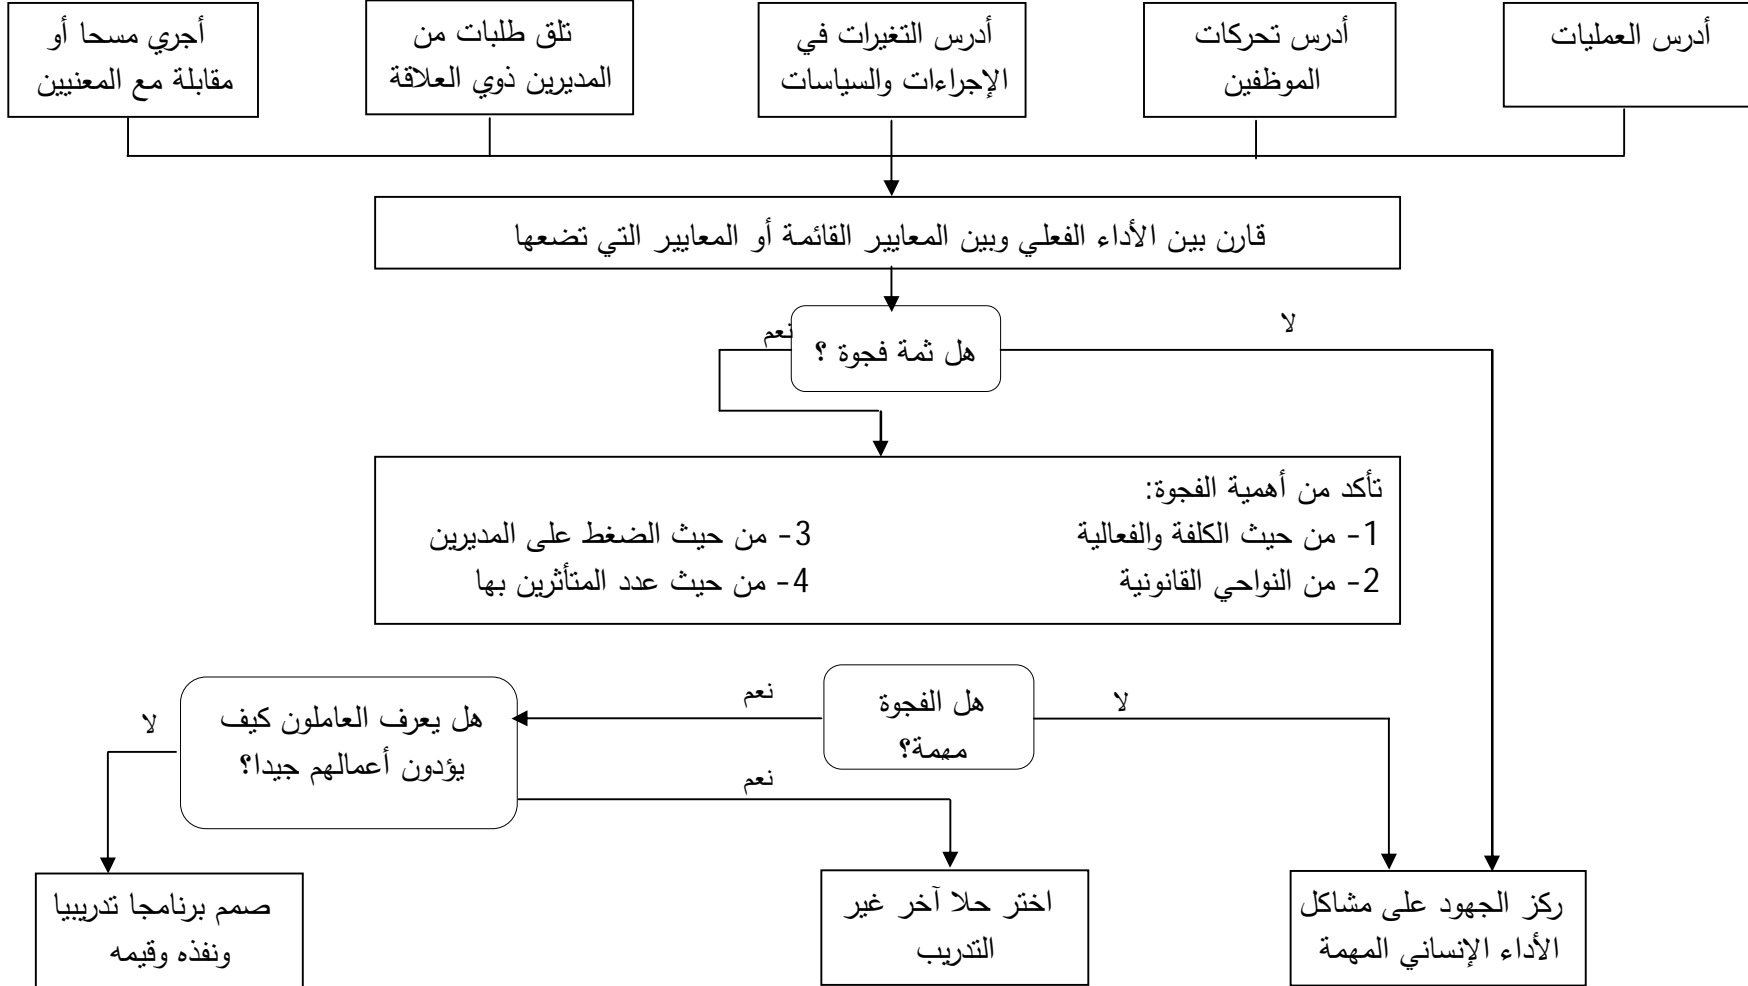 أدرس العمليات
أدرس تحركات
الموظفين
أدرس التغيرات في
الإجراءات والسياسات
تلق طلبات من
المديرين ذوي العلاقة
أجري مسحا أو
مقابلة مع المعنيين
قارن بين الأداء الفعلي وبين المعايير القائمة أو المعايير التي تضعها
لا
هل ثمة فجوة ؟
نعم
تأكد من أهمية الفجوة:
1- من حيث الكلفة والفعالية
3- من حيث الضغط على المديرين
2- من النواحي القانونية
4- من حيث عدد المتأثرين بها
لا
هل الفجوة
مهمة؟
نعم
هل يعرف العاملون كيف
يؤدون أعمالهم جيدا؟
لا
نعم
ركز الجهود على مشاكل
الأداء الإنساني المهمة
اختر حلا آخر غير
التدريب
صمم برنامجا تدريبيا
ونفذه وقيمه